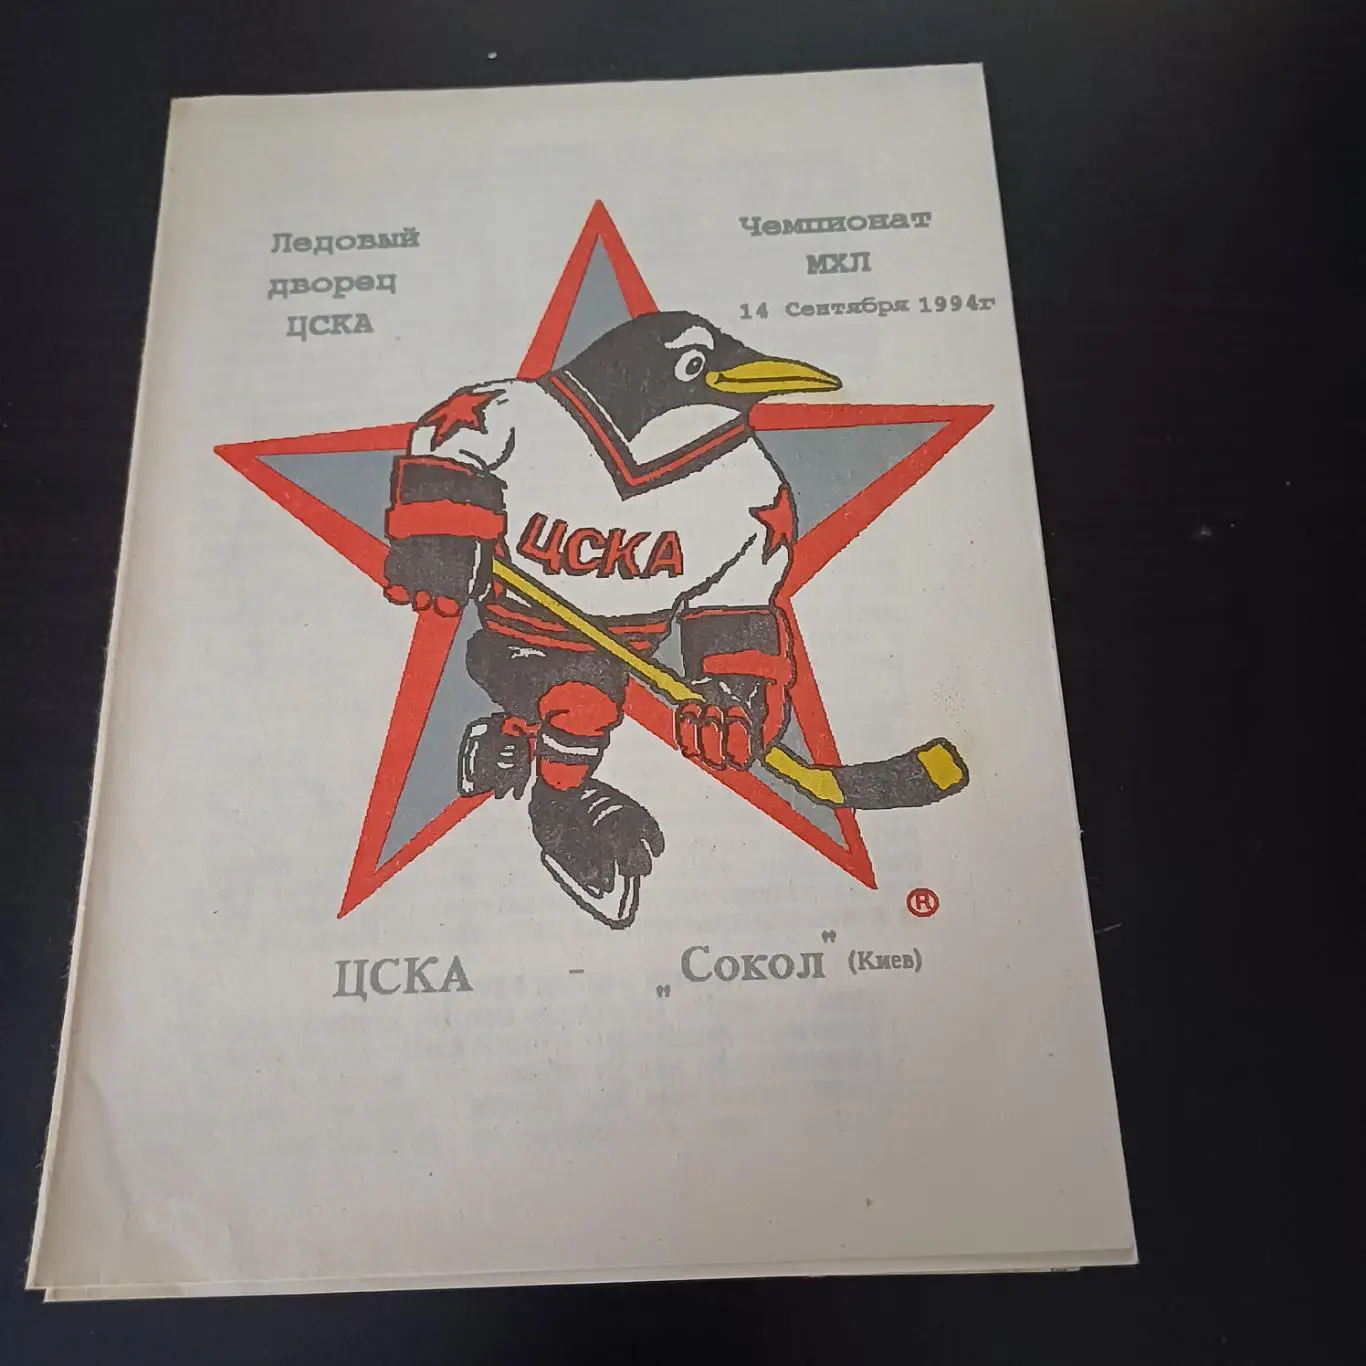 Ледовый
дворец
ЦСКА
Чемпионат
МХЛ
14 Сентября 1994г
ЦСКА
®
ЦСКА - „Сокол" (Киев)